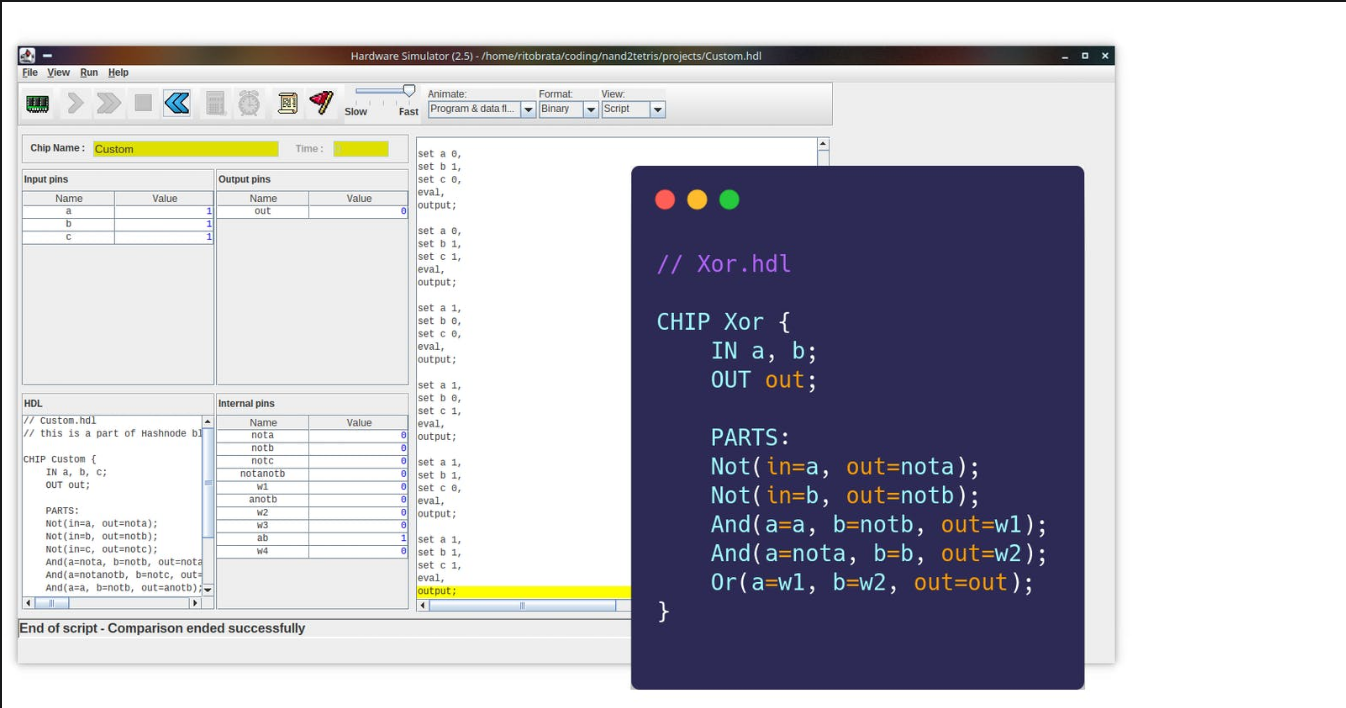 Hardware Simulator (2.5) - /home/ritobrata/coding/nand2tetris/projects/Custom.hdl
File View Run Help
Slow Fast
Animate: Format: View:
Program & data fl... Binary Script
Chip Name : Custom Time :
Input pins
Name Value
a 1
b 1
c 1
Output pins
Name Value
out 0
HDL
// Custom.hdl
// this is a part of Hashnode bl
CHIP Custom {
IN a, b, c;
OUT out;
PARTS:
Not(in=a, out=nota);
Not(in=b, out=notb);
Not(in=c, out=notc);
And(a=nota, b=notb, out=nota
And(a=notanotb, b=notc, out=
And(a=a, b=notb, out=anotb);
Internal pins
Name Value
nota 0
notb 0
notc 0
notanotb 0
w1 0
anotb 0
w2 0
w3 0
ab 1
w4 0
set a 0,
set b 1,
set c 0,
eval,
output;
set a 0,
set b 1,
set c 1,
eval,
output;
set a 1,
set b 0,
set c 0,
eval,
output;
set a 1,
set b 0,
set c 1,
eval,
output;
set a 1,
set b 1,
set c 0,
eval,
output;
set a 1,
set b 1,
set c 1,
eval,
output;
End of script - Comparison ended successfully
// Xor.hdl
CHIP Xor {
IN a, b;
OUT out;
PARTS:
Not(in=a, out=nota);
Not(in=b, out=notb);
And(a=a, b=notb, out=w1);
And(a=nota, b=b, out=w2);
Or(a=w1, b=w2, out=out);
}